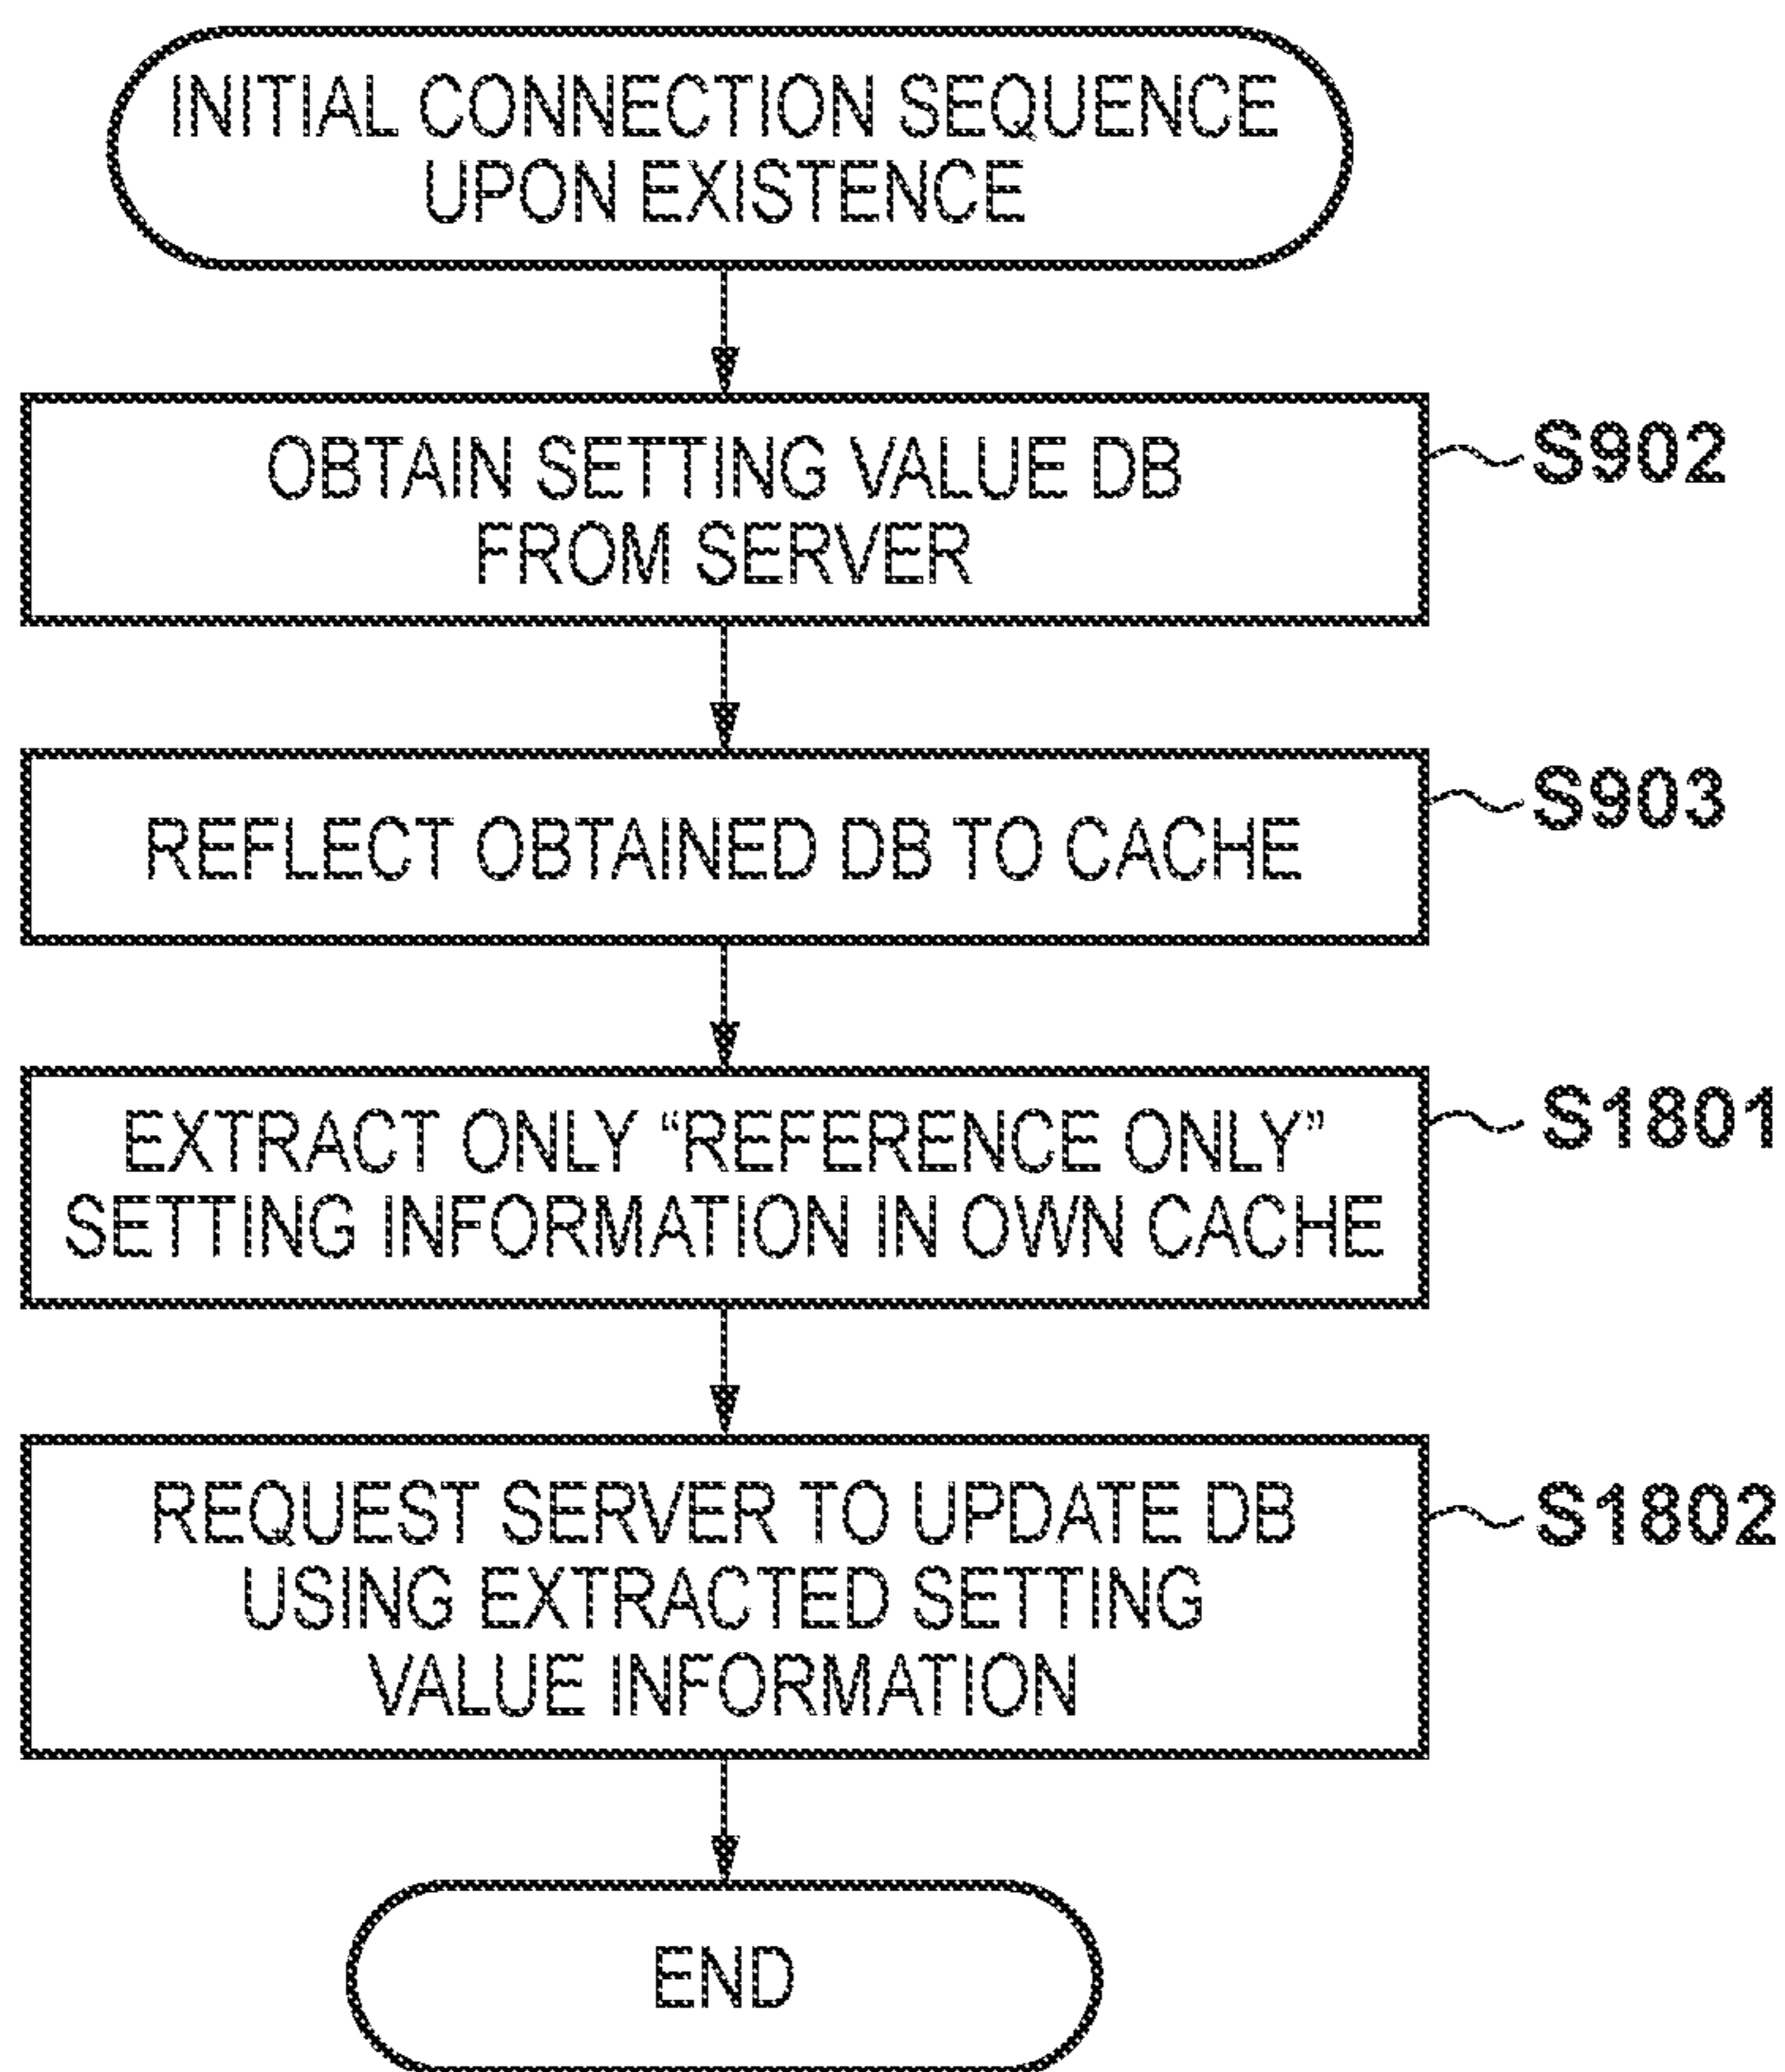 INITIAL CONNECTION SEQUENCE
UPON EXISTENCE
OBTAIN SETTING VALUE DB
FROM SERVER
S902
REFLECT OBTAINED DB TO CACHE
S903
EXTRACT ONLY “REFERENCE ONLY”
SETTING INFORMATION IN OWN CACHE
S1801
REQUEST SERVER TO UPDATE DB
USING EXTRACTED SETTING
VALUE INFORMATION
S1802
END